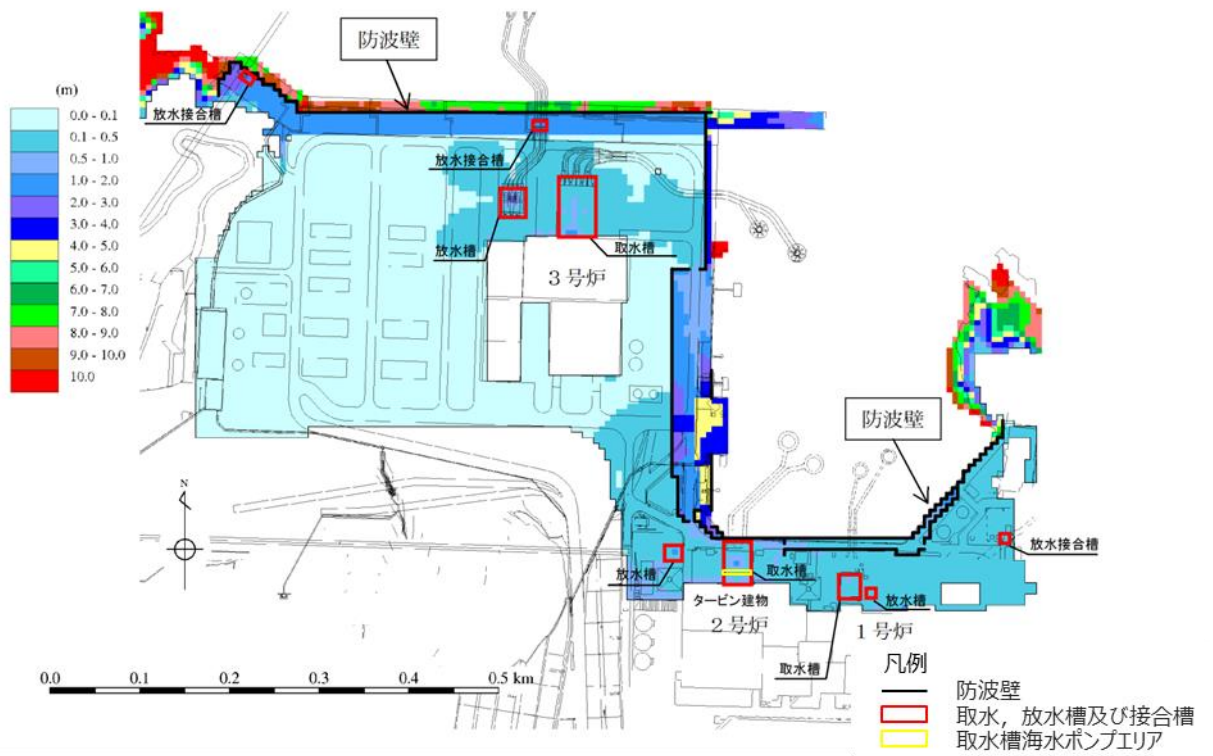 防波壁
(m)
0.0 - 0.1
0.1 - 0.5
0.5 - 1.0
1.0 - 2.0
2.0 - 3.0
3.0 - 4.0
4.0 - 5.0
5.0 - 6.0
6.0 - 7.0
7.0 - 8.0
8.0 - 9.0
9.0 - 10.0
10.0
放水接合槽
放水接合槽
放水槽
取水槽
3号炉
防波壁
N
放水接合槽
放水槽
取水槽
タービン建物
2号炉
放水槽
1号炉
取水槽
0.0 0.1 0.2 0.3 0.4 0.5 km
凡例
防波壁
取水，放水槽及び接合槽
取水槽海水ポンプエリア